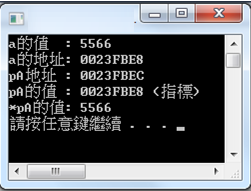 a的值  : 5566
a的地址: 0023FBE8
pA地址 : 0023FBEC
pA的值 : 0023FBE8 <指標>
*pA的值: 5566
請按任意鍵繼續 . . .